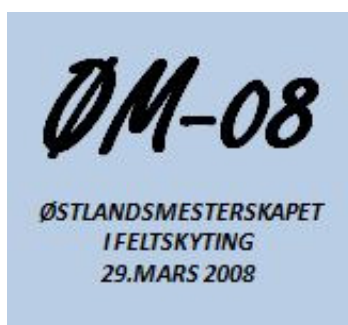 ØM-08
ØSTLANDSMESTERSKAPET
I FELTSKYTING
29.MARS 2008